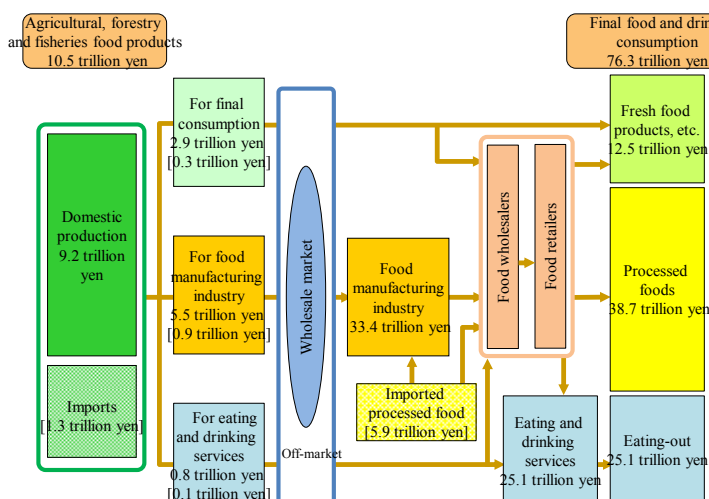 Agricultural, forestry
and fisheries food products
10.5 trillion yen
Final food and drin
consumption
76.3 trillion yen
For final
consumption
2.9 trillion yen
[0.3 trillion yen]
Fresh food
products, etc.
12.5 trillion yen
Domestic
production
9.2 trillion
yen
For food
manufacturing
industry
5.5 trillion yen
[0.9 trillion yen]
Wholesale market
Food
manufacturing
industry
33.4 trillion yen
Food wholesalers
Food retailers
Processed
foods
38.7 trillion yen
Imports
[1.3 trillion yen]
Imported
processed food
[5.9 trillion yen]
For eating
and drinking
services
0.8 trillion yen
[0.1 trillion yen]
Off-market
Eating and
drinking
services
25.1 trillion yen
Eating-out
25.1 trillion yen